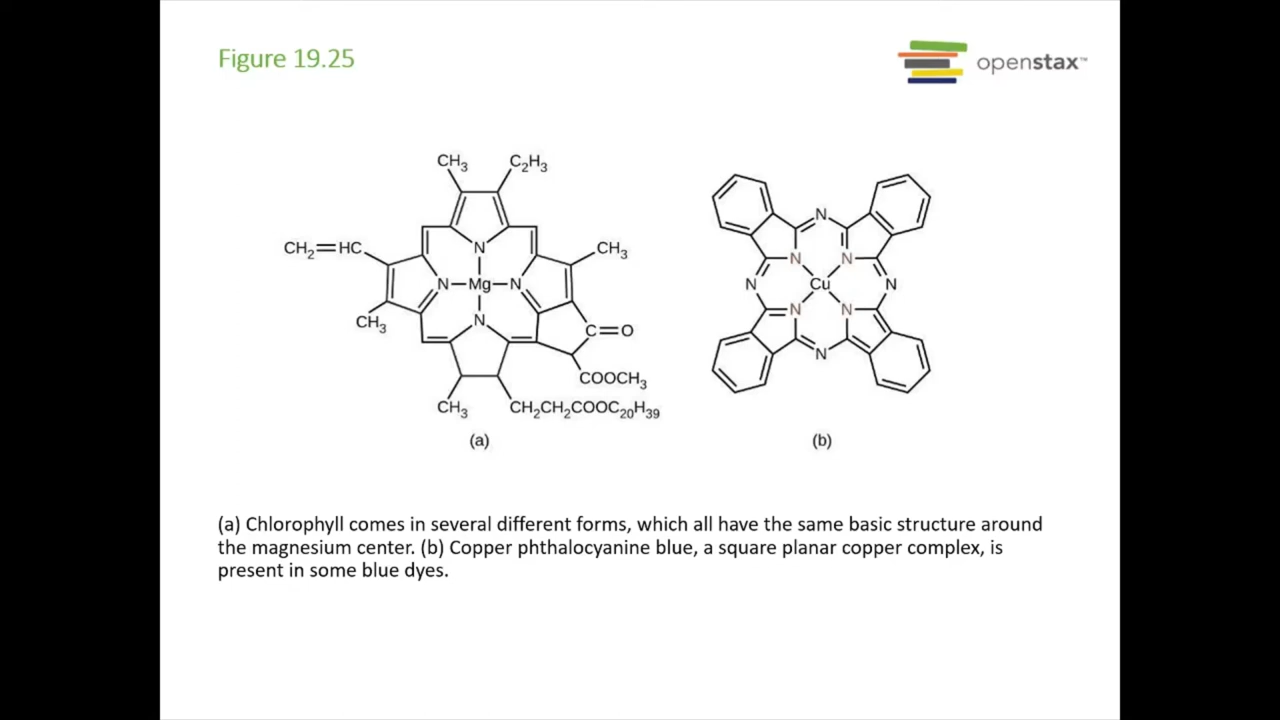 Figure 19.25
openstax™
CH₃ C₂H₃
CH₂=HC N CH₃
N Mg N
CH₃ N C=O
COOCH₃
CH₃ CH₂CH₂COOC₂₀H₃₉
(a)
N
N N
N Cu N
N N
N
(b)
(a) Chlorophyll comes in several different forms, which all have the same basic structure around
the magnesium center. (b) Copper phthalocyanine blue, a square planar copper complex, is
present in some blue dyes.